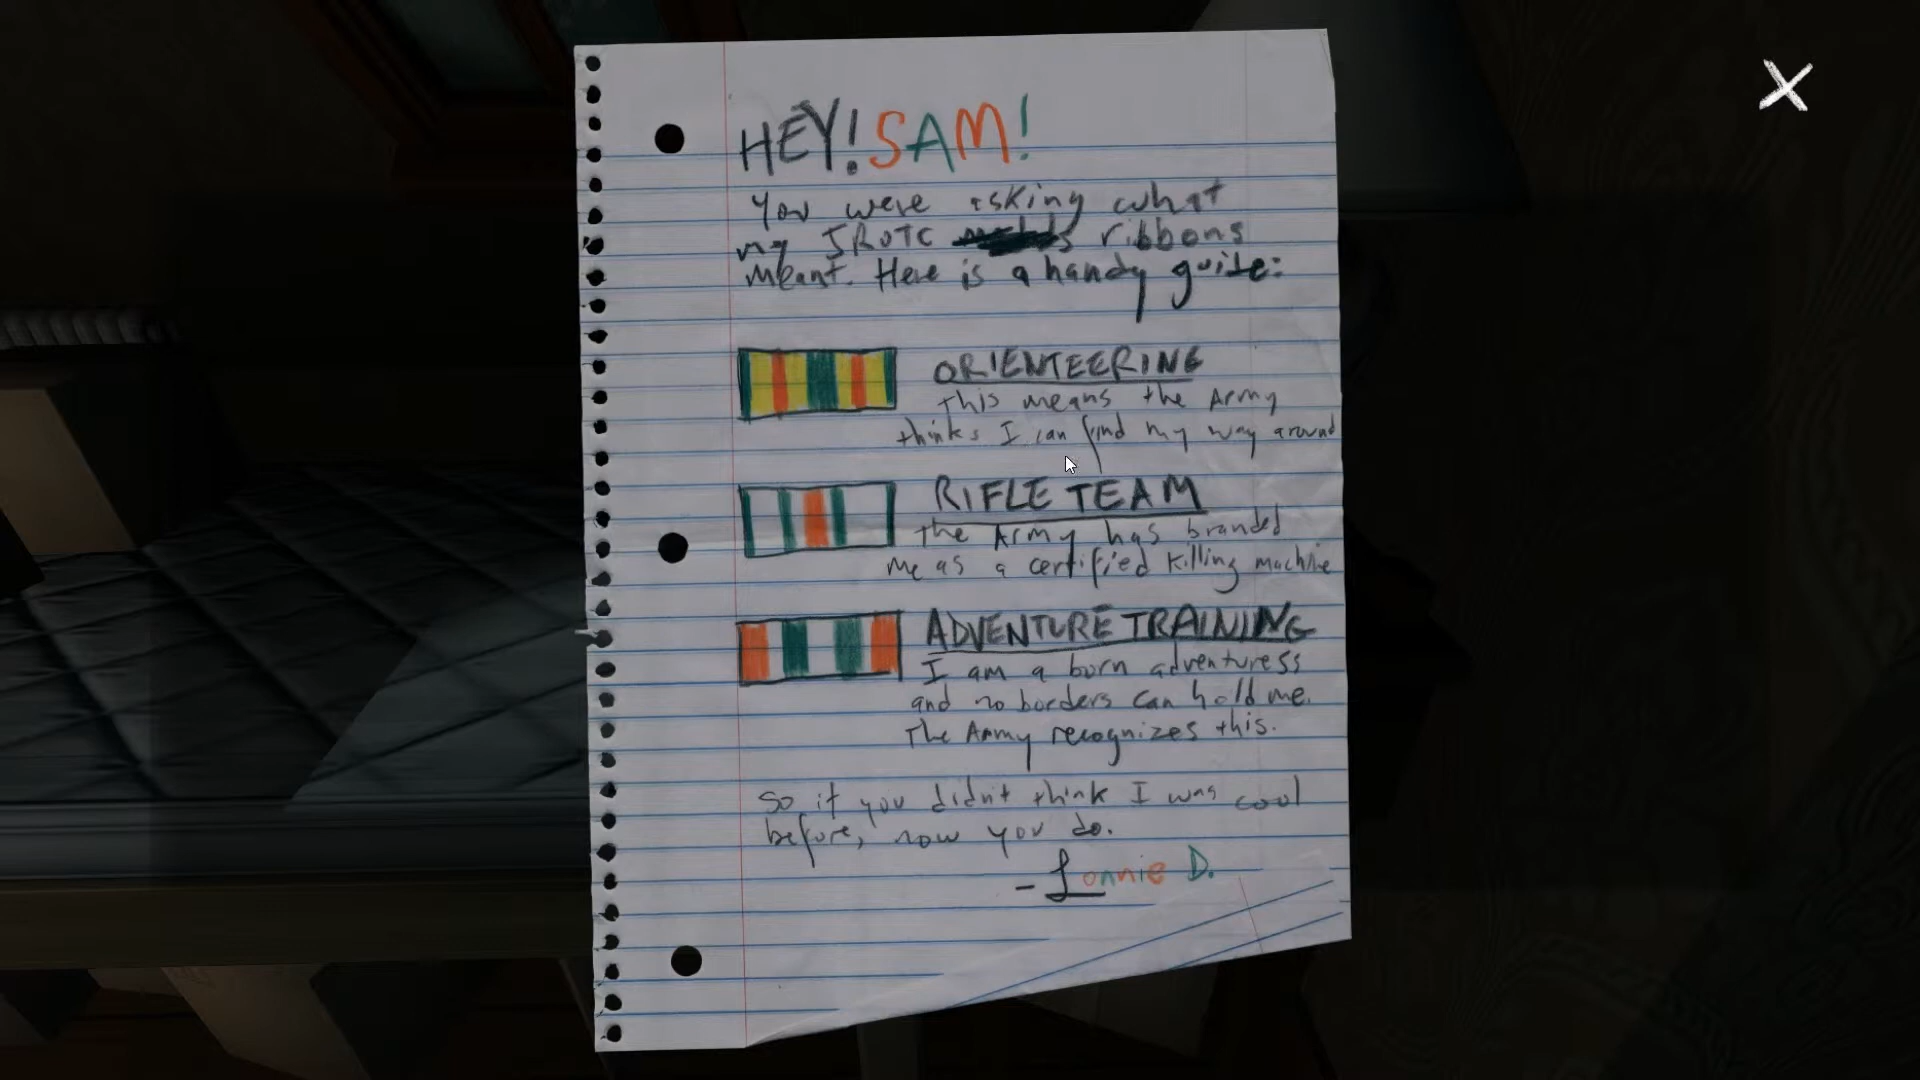 HEY! SAM!
You were asking what
my JROTC ribbons
meant. Here is a handy guide:
ORIENTEERING
This means the Army
thinks I can find my way around
RIFLE TEAM
the Army has branded
me as a certified killing machine
ADVENTURE TRAINING
I am a born adventuress
and no borders can hold me.
The Army recognizes this.
So if you didn't think I was cool
before, now you do.
- Lonnie D.